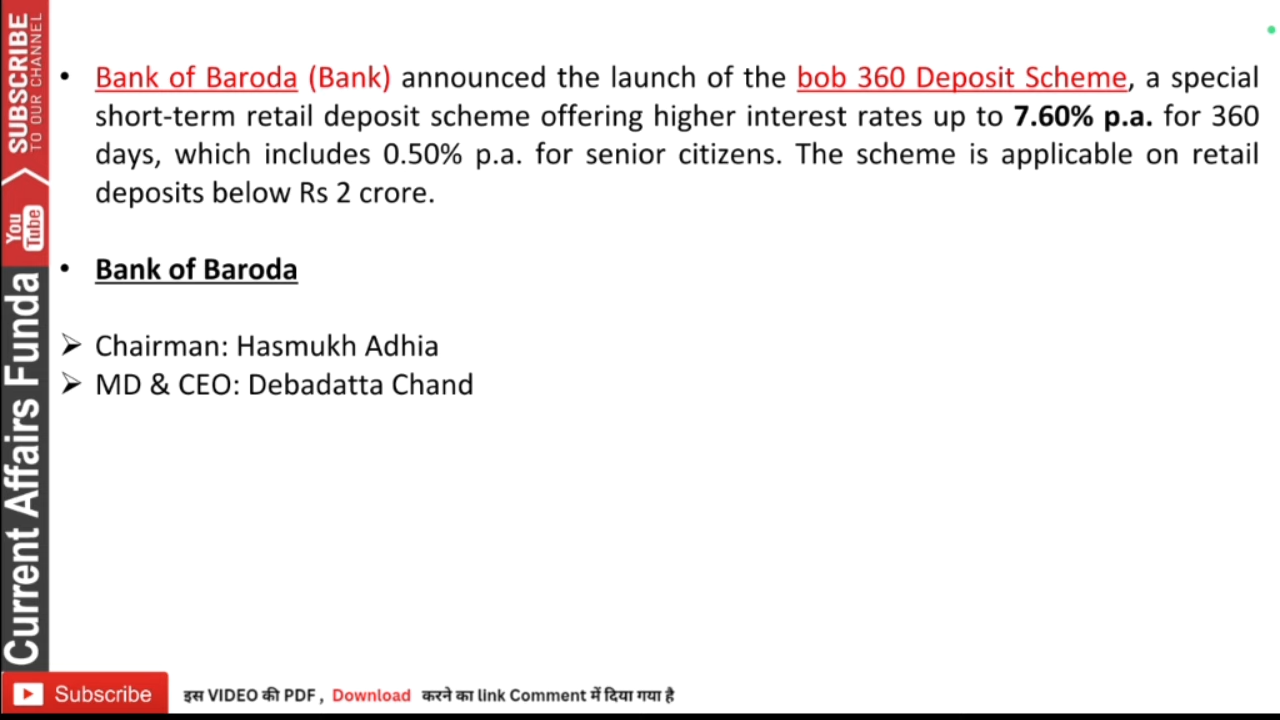 SUBSCRIBE
TO OUR CHANNEL
You
Tube
Current Affairs Funda
• Bank of Baroda (Bank) announced the launch of the bob 360 Deposit Scheme, a special
short-term retail deposit scheme offering higher interest rates up to 7.60% p.a. for 360
days, which includes 0.50% p.a. for senior citizens. The scheme is applicable on retail
deposits below Rs 2 crore.
• Bank of Baroda
➢ Chairman: Hasmukh Adhia
➢ MD & CEO: Debadatta Chand
Subscribe
इस VIDEO की PDF , Download करने का link Comment में दिया गया है